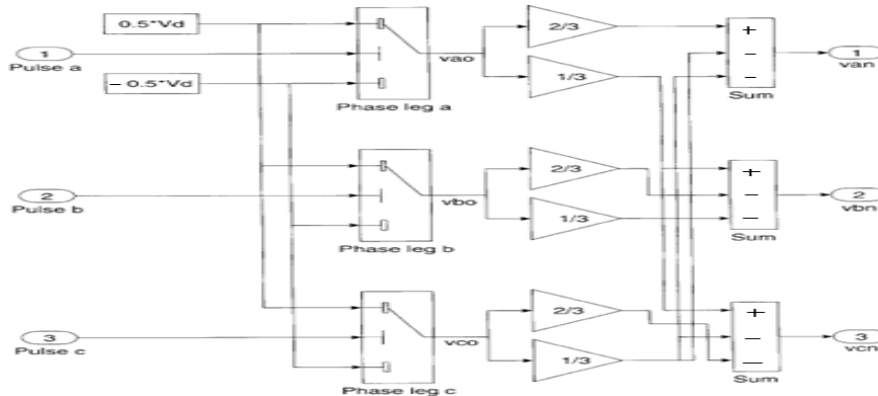 0.5*Vd
1
Pulse a
− 0.5*Vd
Phase leg a
vao
2/3
1/3
+
−
−
Sum
1
van
2
Pulse b
Phase leg b
vbo
2/3
1/3
+
−
−
Sum
2
vbn
3
Pulse c
Phase leg c
vco
2/3
1/3
+
−
−
Sum
3
vcn